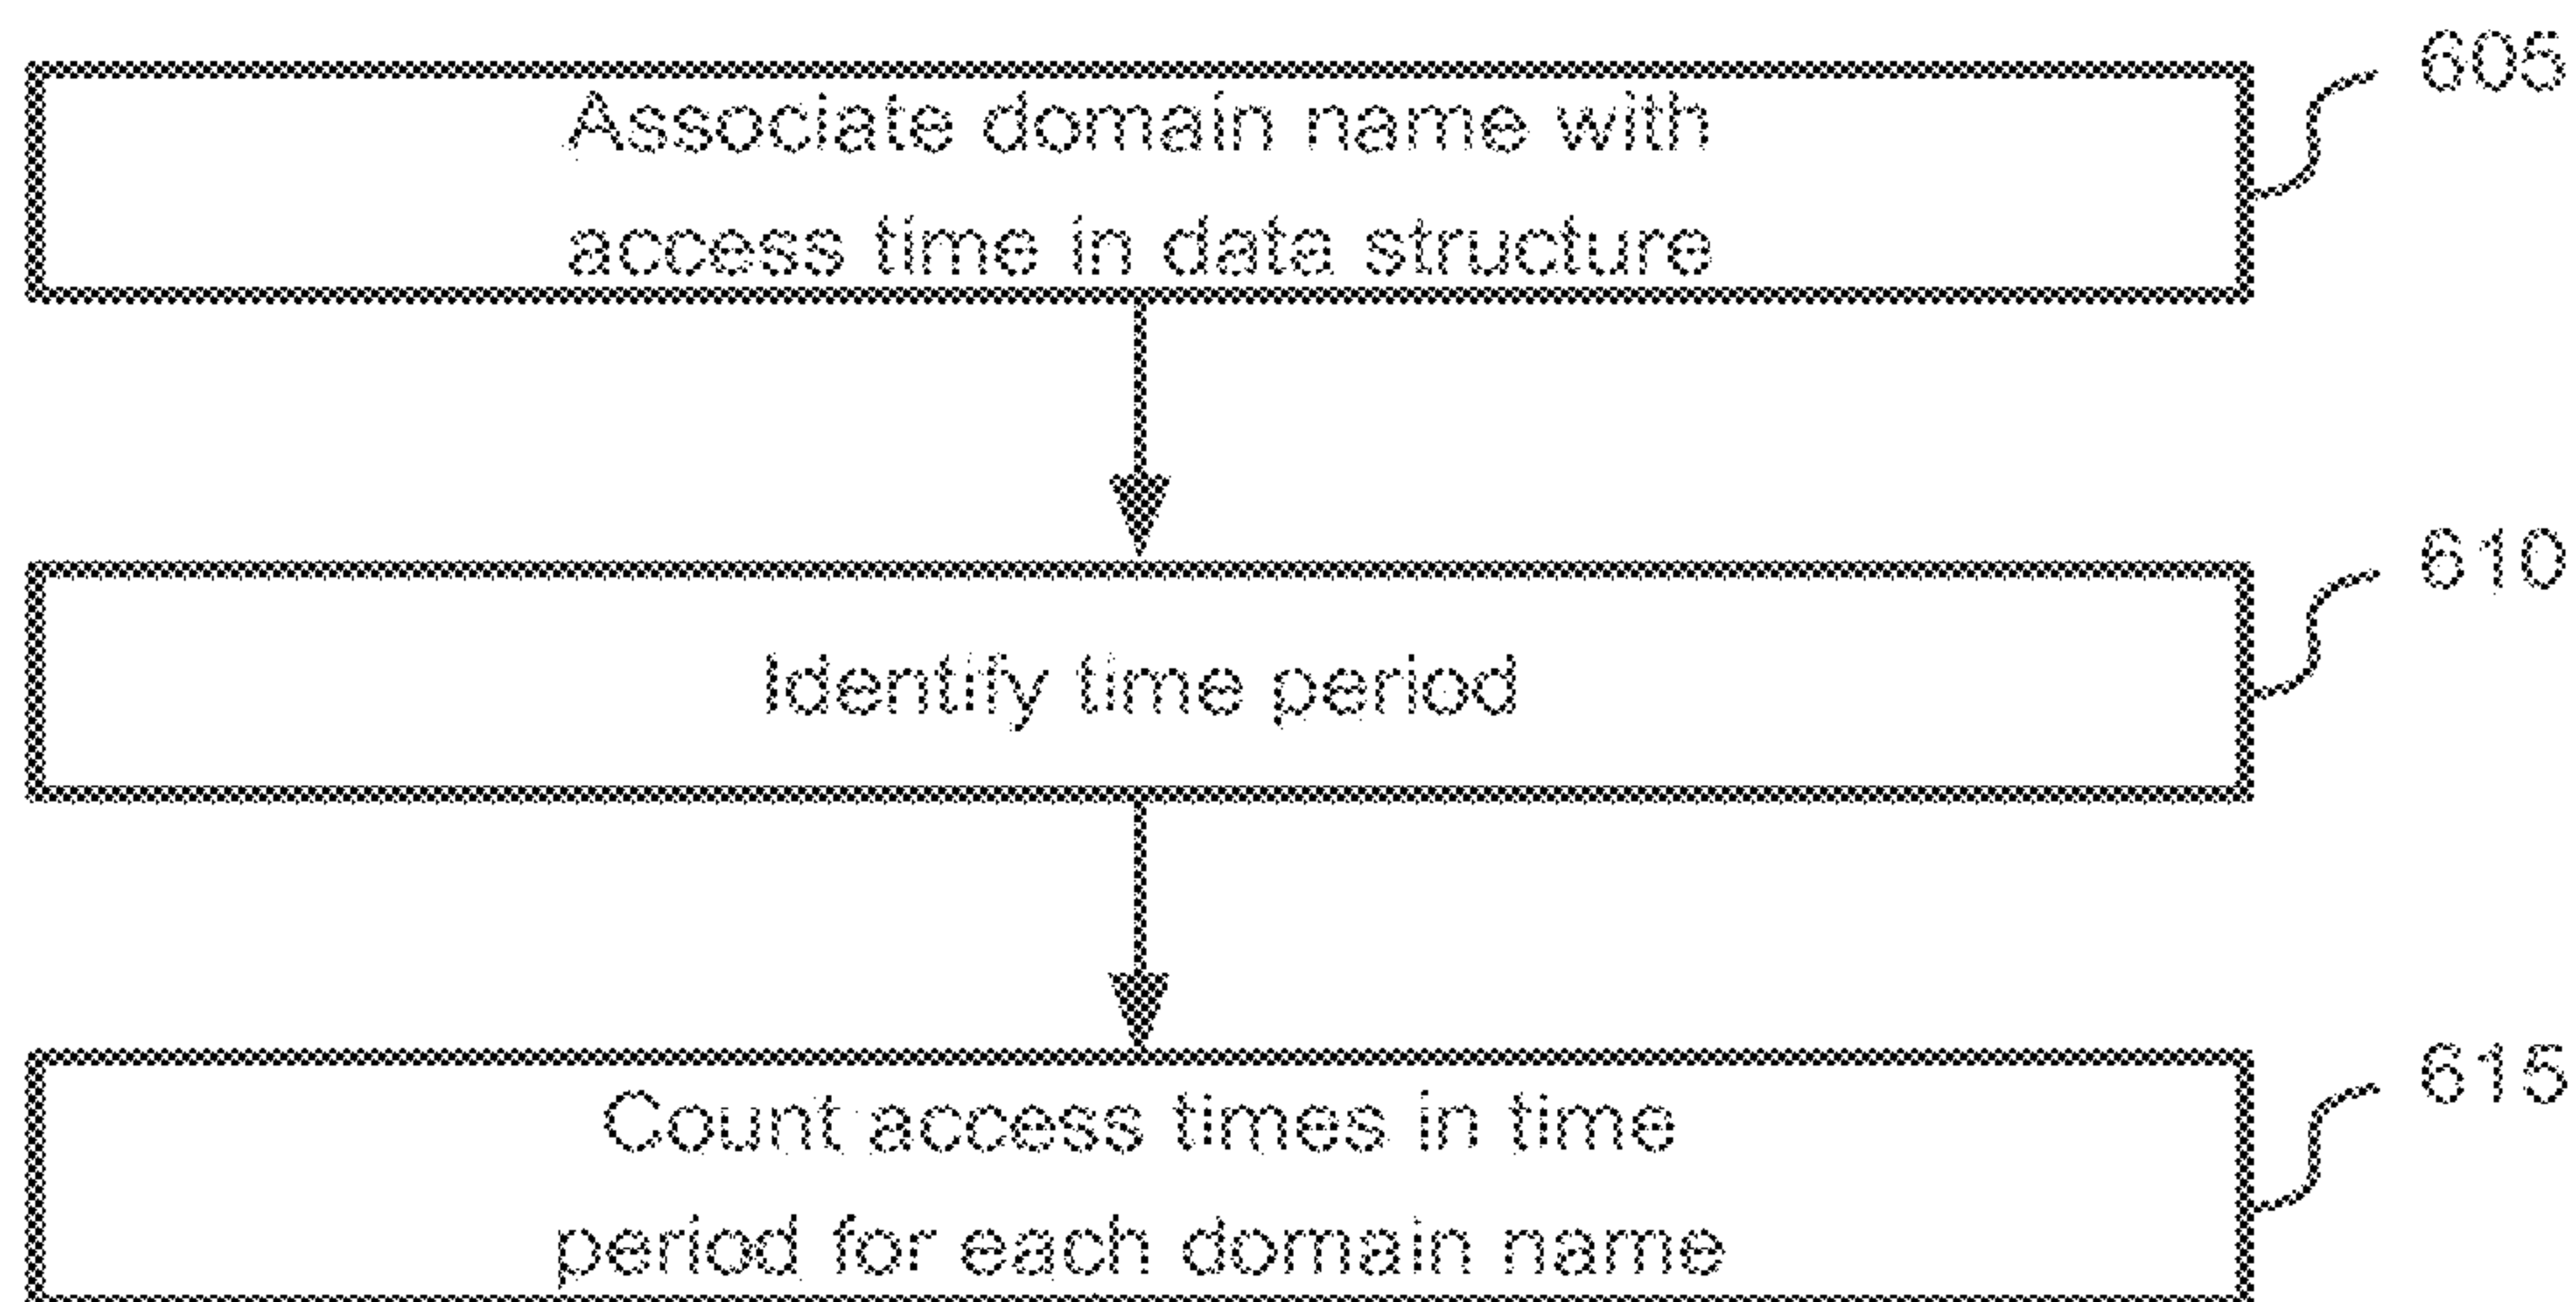 605
Associate domain name with
access time in data structure
610
Identify time period
615
Count access times in time
period for each domain name